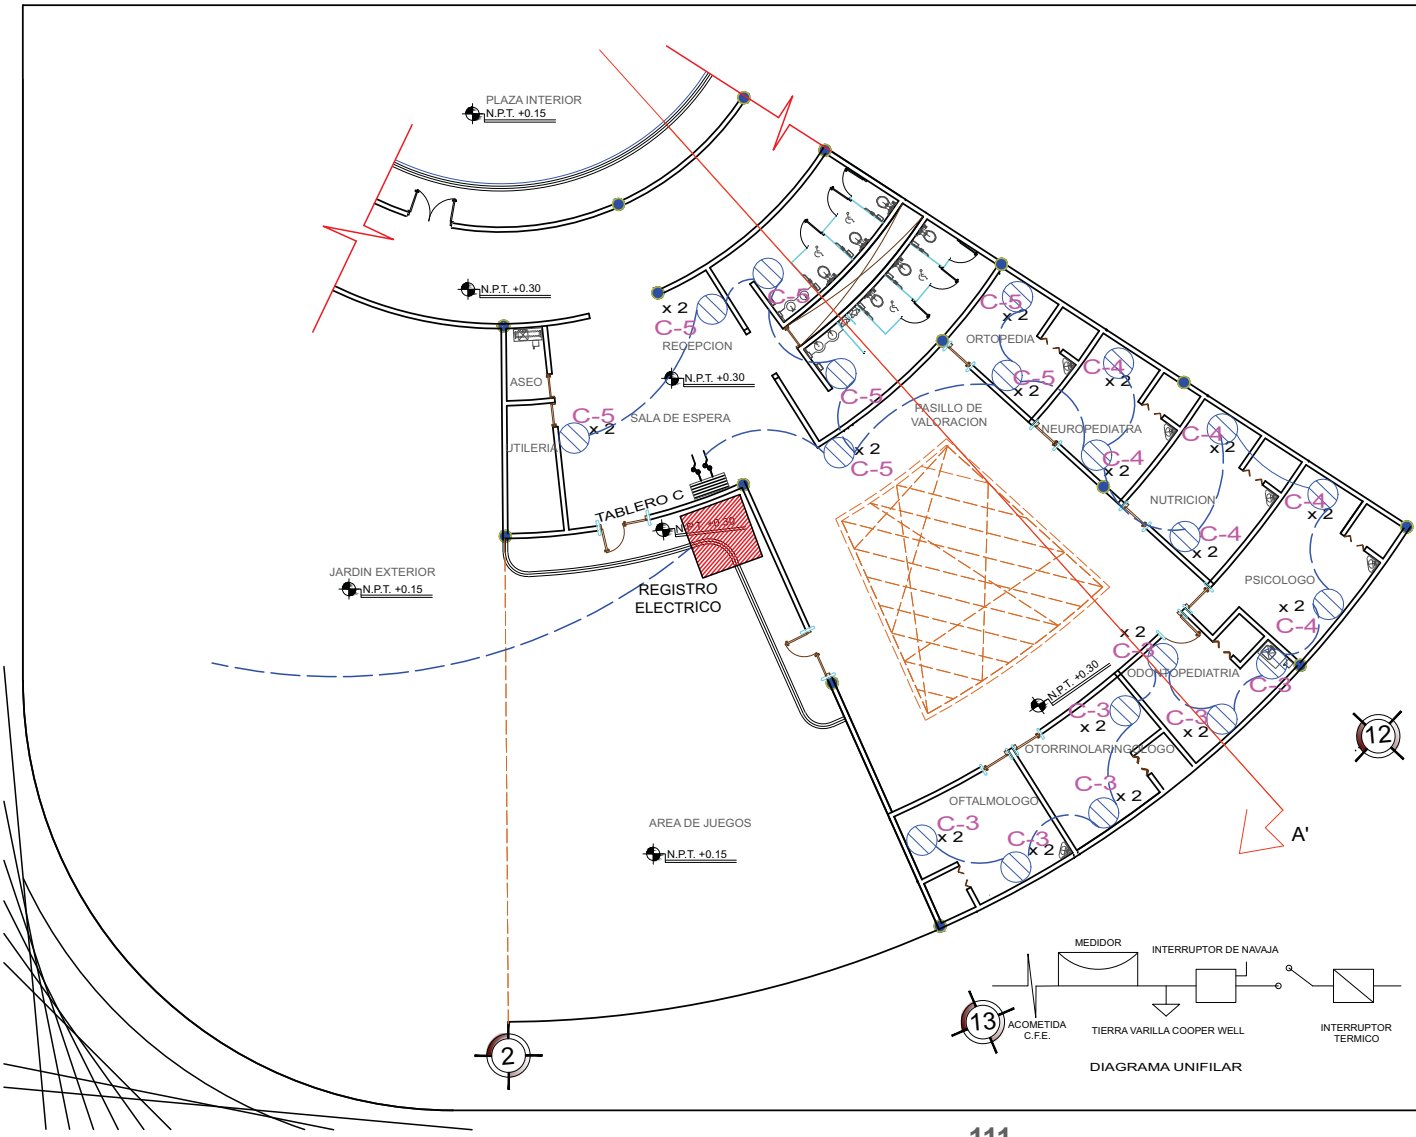 PLAZA INTERIOR
N.P.T. +0.15
N.P.T. +0.30
C-5
x 2
C-5
RECEPCION
N.P.T. +0.30
ASEO
C-5
x 2
SALA DE ESPERA
UTILERIA
C-5
x 2
C-5
PASILLO DE
VALORACION
C-5
x 2
ORTOPEDIA
C-5
x 2
C-4
x 2
NEUROPEDIATRA
C-4
x 2
C-4
NUTRICION
C-4
x 2
C-4
x 2
PSICOLOGO
x 2
C-4
TABLERO C
N.P.T. +0.30
REGISTRO
ELECTRICO
JARDIN EXTERIOR
N.P.T. +0.15
x 2
C-3
ODONTOPEDIATRIA
C-3
C-3
x 2
N.P.T. +0.30
C-3
x 2
OTORRINOLARINGOLOGO
C-3
x 2
OFTALMOLOGO
C-3
x 2
C-3
x 2
AREA DE JUEGOS
N.P.T. +0.15
12
A'
MEDIDOR
INTERRUPTOR DE NAVAJA
13
ACOMETIDA
C.F.E.
TIERRA VARILLA COOPER WELL
INTERRUPTOR
TERMICO
2
DIAGRAMA UNIFILAR
111